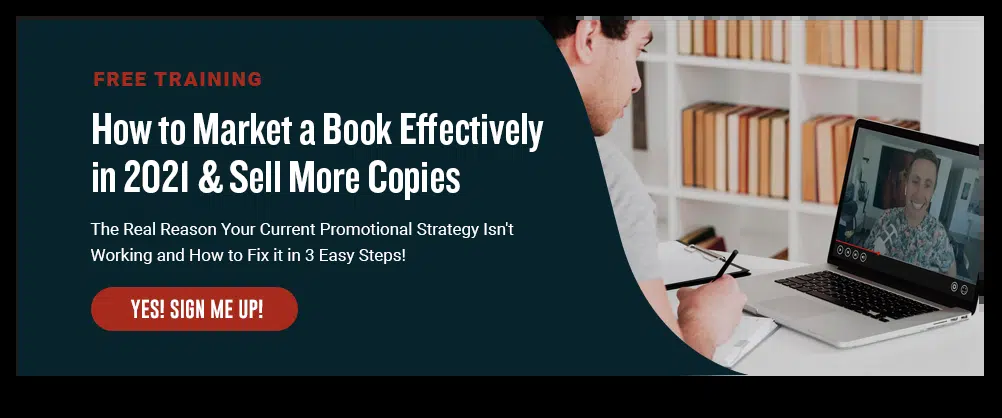 FREE TRAINING
How to Market a Book Effectively
in 2021 & Sell More Copies
The Real Reason Your Current Promotional Strategy Isn't
Working and How to Fix it in 3 Easy Steps!
YES! SIGN ME UP!